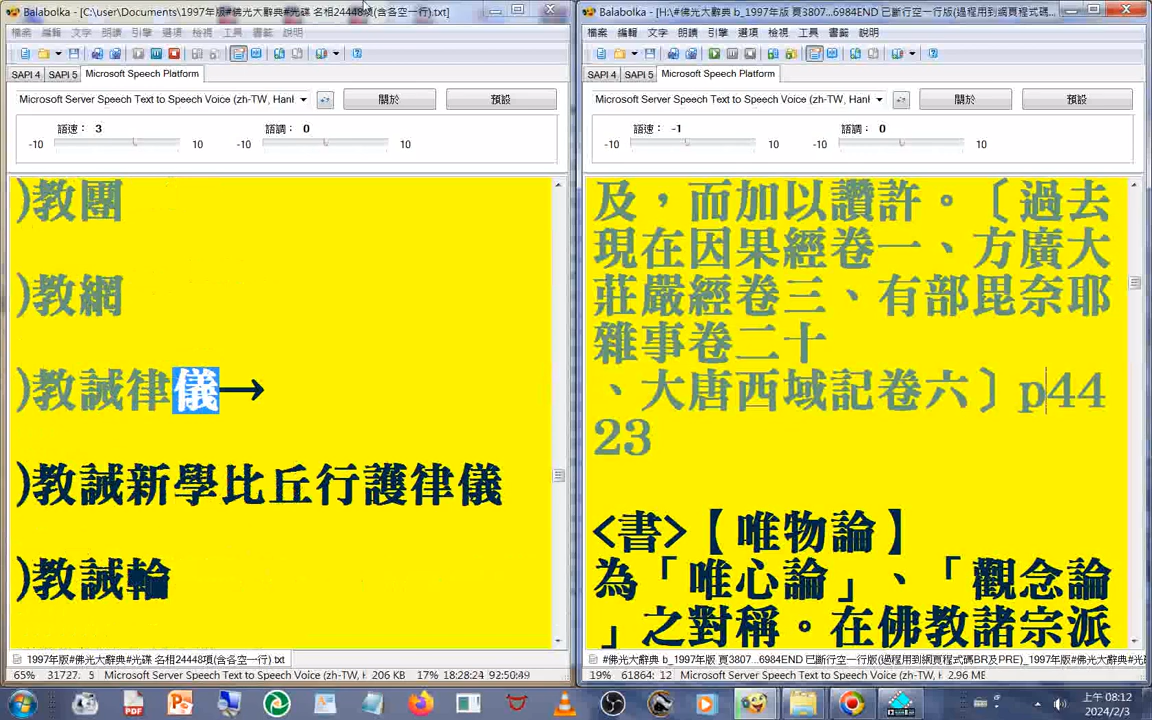 Balabolka - [C:\user\Documents\1997年版#佛光大辭典#光碟 名相24448項(含各空一行).txt]
檔案 編輯 文字 朗讀 引擎 選項 檢視 工具 書籤 說明
SAPI 4 SAPI 5 Microsoft Speech Platform
Microsoft Server Speech Text to Speech Voice (zh-TW, Hanl
關於 預設
語速： 3 語調： 0
-10 10 -10 10
)教團
)教網
)教誡律儀→
)教誡新學比丘行護律儀
)教誡輪
1997年版#佛光大辭典#光碟 名相24448項(含各空一行).txt
65% 31727. Microsoft Server Speech Text to Speech Voice (zh-TW, 206 KB 17% 18:28:24 92:50:49
Balabolka - [H:\#佛光大辭典 b_1997年版 頁3807...6984END 已斷行空一行版(過程用到網頁程式碼...
檔案 編輯 文字 朗讀 引擎 選項 檢視 工具 書籤 說明
SAPI 4 SAPI 5 Microsoft Speech Platform
Microsoft Server Speech Text to Speech Voice (zh-TW, Hanl
關於 預設
語速： -1 語調： 0
-10 10 -10 10
及，而加以讚許。〔過去
現在因果經卷一、方廣大
莊嚴經卷三、有部毘奈耶
雜事卷二十
、大唐西域記卷六〕p44
23
<書>【唯物論】
為「唯心論」、「觀念論
」之對稱。在佛教諸宗派
#佛光大辭典 b_1997年版 頁3807...6984END 已斷行空一行版(過程用到網頁程式碼BR及PRE)_1997年版#光
19% 61864: 12 Microsoft Server Speech Text to Speech Voice (zh-TW, 2.96 ME
上午 08:12
2024/2/3